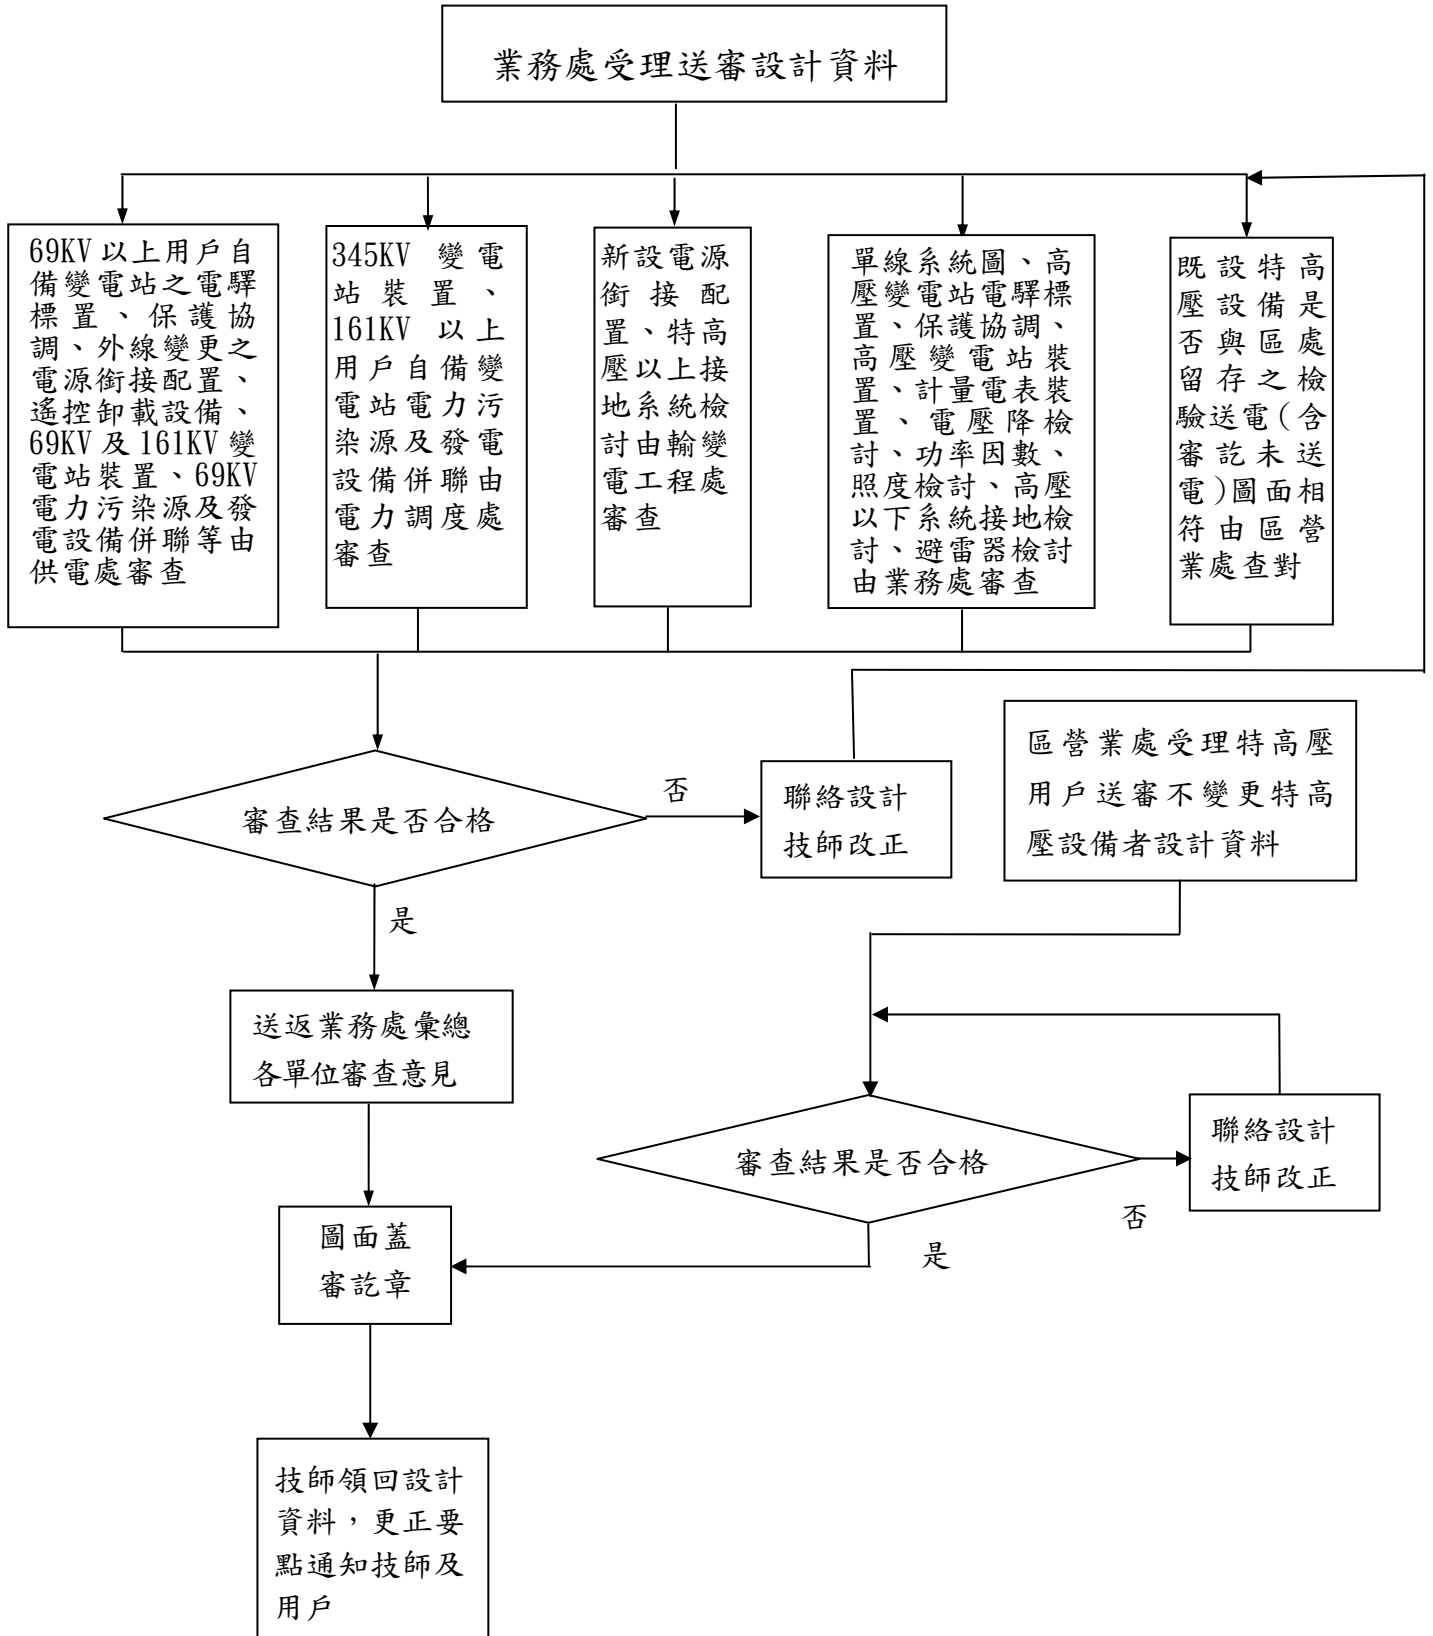 業務處受理送審設計資料
69KV以上用戶自
備變電站之電驛
標置、保護協
調、外線變更之
電源銜接配置、
遙控卸載設備、
69KV及161KV變
電站裝置、69KV
電力污染源及發
電設備併聯等由
供電處審查
345KV 變電
站裝置、
161KV 以上
用戶自備變
電站電力污
染源及發電
設備併聯由
電力調度處
審查
新設電源
銜接配
置、特高
壓以上接
地系統檢
討由輸變
電工程處
審查
單線系統圖、高
壓變電站電驛標
置、保護協調、
高壓變電站裝
置、計量電表裝
置、電壓降檢
討、功率因數、
照度檢討、高壓
以下系統接地檢
討、避雷器檢討
由業務處審查
既設特高
壓設備是
否與區處
留存之檢
驗送電(含
審訖未送
電)圖面相
符由區營
業處查對
審查結果是否合格
否
聯絡設計
技師改正
區營業處受理特高壓
用戶送審不變更特高
壓設備者設計資料
是
送返業務處彙總
各單位審查意見
審查結果是否合格
聯絡設計
技師改正
否
是
圖面蓋
審訖章
技師領回設計
資料，更正要
點通知技師及
用戶